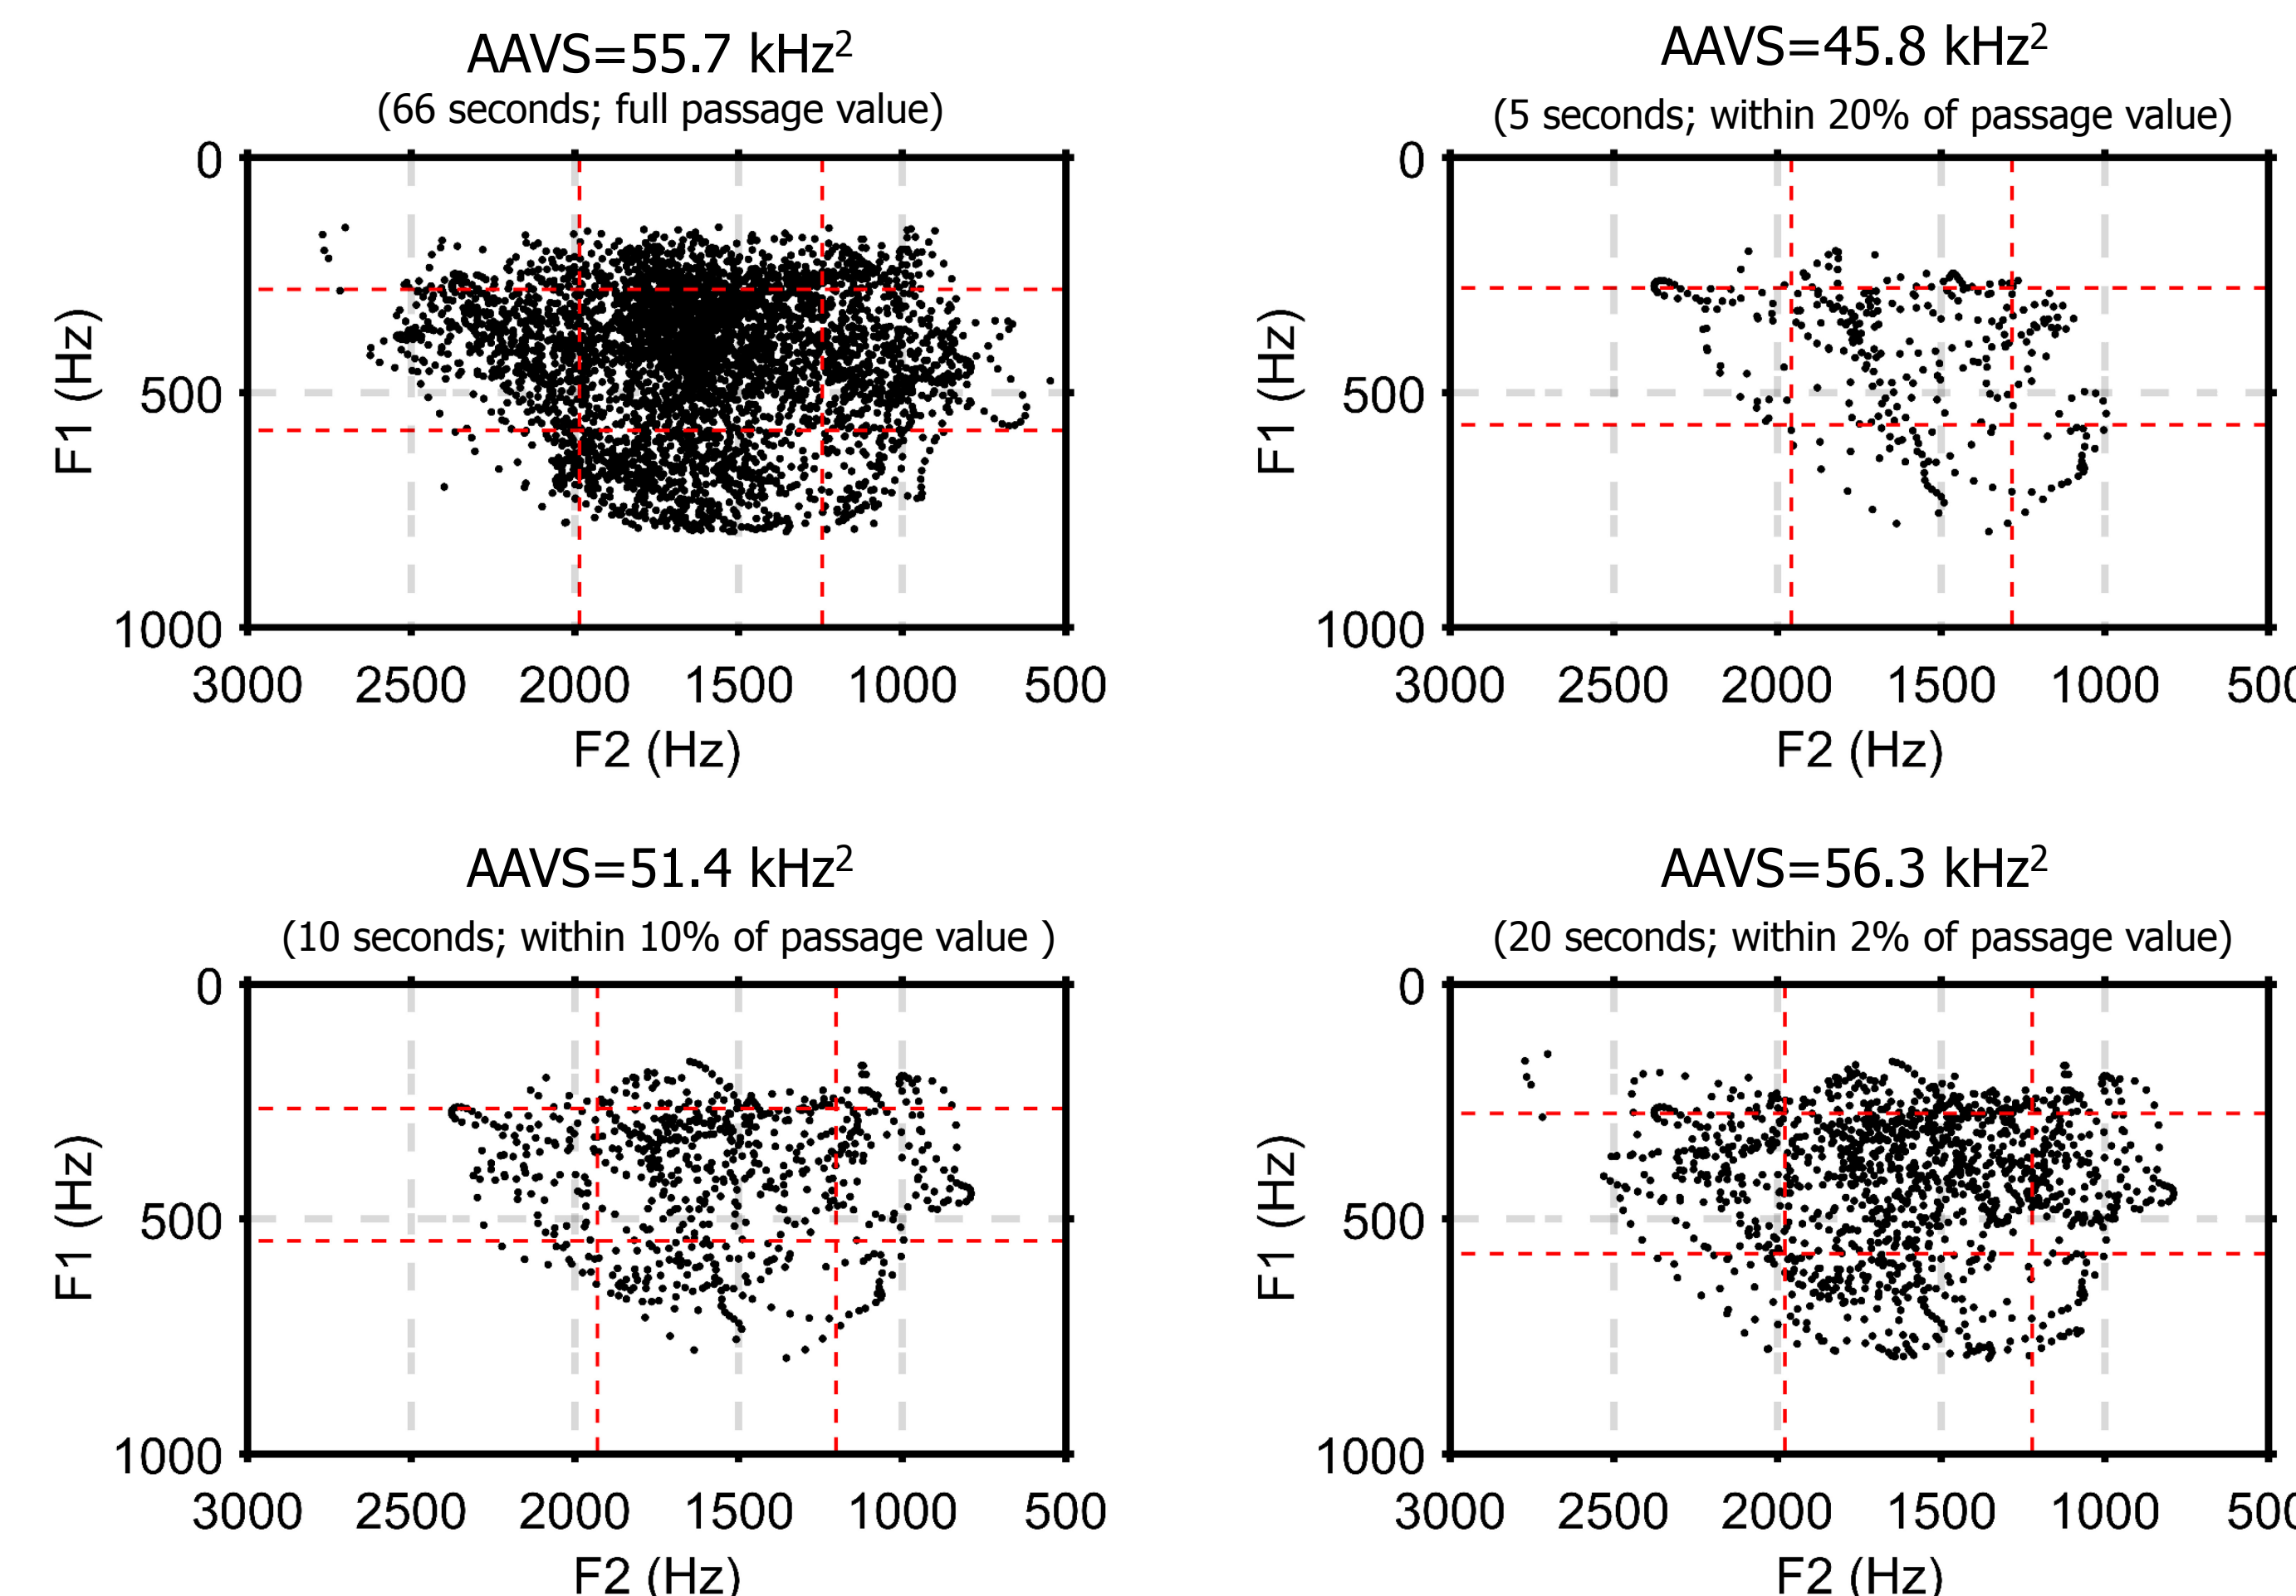 AAVS=55.7 kHz²
(66 seconds; full passage value)
0
500
1000
F1 (Hz)
3000 2500 2000 1500 1000 500
F2 (Hz)
AAVS=45.8 kHz²
(5 seconds; within 20% of passage value)
0
500
1000
F1 (Hz)
3000 2500 2000 1500 1000 500
F2 (Hz)
AAVS=51.4 kHz²
(10 seconds; within 10% of passage value )
0
500
1000
F1 (Hz)
3000 2500 2000 1500 1000 500
F2 (Hz)
AAVS=56.3 kHz²
(20 seconds; within 2% of passage value)
0
500
1000
F1 (Hz)
3000 2500 2000 1500 1000 500
F2 (Hz)